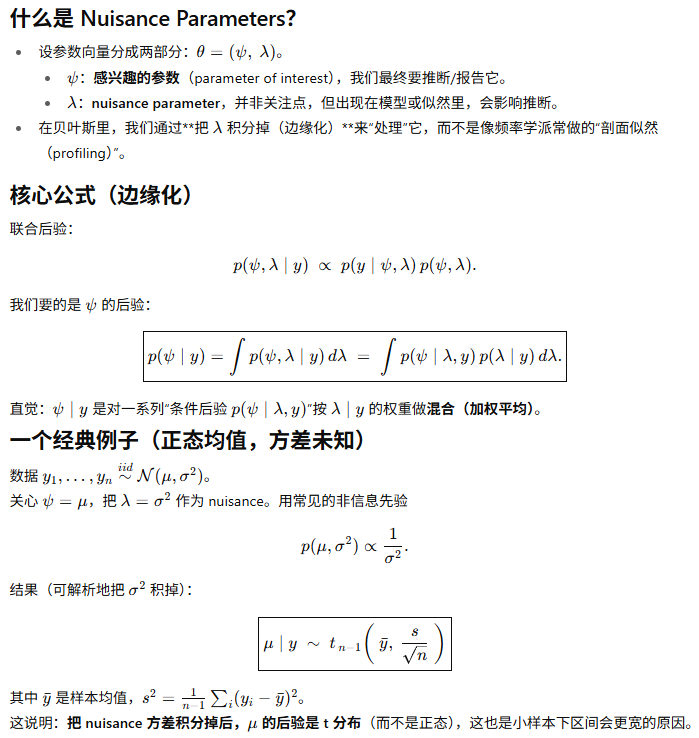 什么是 Nuisance Parameters？
设参数向量分成两部分：θ = (ψ, λ)。
ψ：感兴趣的参数（parameter of interest），我们最终要推断/报告它。
λ：nuisance parameter，并非关注点，但出现在模型或似然里，会影响推断。
在贝叶斯里，我们通过**把 λ 积分掉（边缘化）**来“处理”它，而不是像频率学派常做的“剖面似然
（profiling）”。
核心公式（边缘化）
联合后验：
p(ψ, λ | y) ∝ p(y | ψ, λ) p(ψ, λ).
我们要的是 ψ 的后验：
p(ψ | y) = ∫ p(ψ, λ | y) dλ = ∫ p(ψ | λ, y) p(λ | y) dλ.
直觉：ψ | y 是对一系列“条件后验 p(ψ | λ, y)”按 λ | y 的权重做混合（加权平均）。
一个经典例子（正态均值，方差未知）
数据 y₁, …, yₙ ~^{iid} 𝒩(μ, σ²)。
关心 ψ = μ，把 λ = σ² 作为 nuisance。用常见的非信息先验
p(μ, σ²) ∝ 1/σ².
结果（可解析地把 σ² 积掉）：
μ | y ~ t_{n−1}(ȳ, s/√n)
其中 ȳ 是样本均值，s² = 1/(n−1) ∑ᵢ(yᵢ − ȳ)²。
这说明：把 nuisance 方差积分掉后，μ 的后验是 t 分布（而不是正态），这也是小样本下区间会更宽的原因。